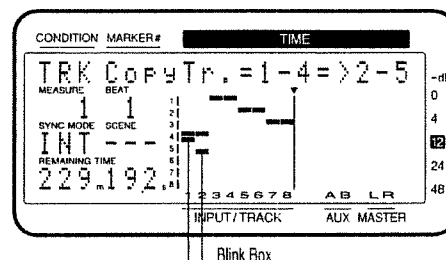 CONDITION MARKER# TIME
TRK CopyTr.=1-4=>2-5
MEASURE BEAT
1 1
SYNC MODE SCENE
INT ---
REMAINING TIME
229m192s
1
2
3
4
5
6
7
8
1 2 3 4 5 6 7 8 A B L R
INPUT/TRACK AUX MASTER
0
4
12
24
48
Blink Box